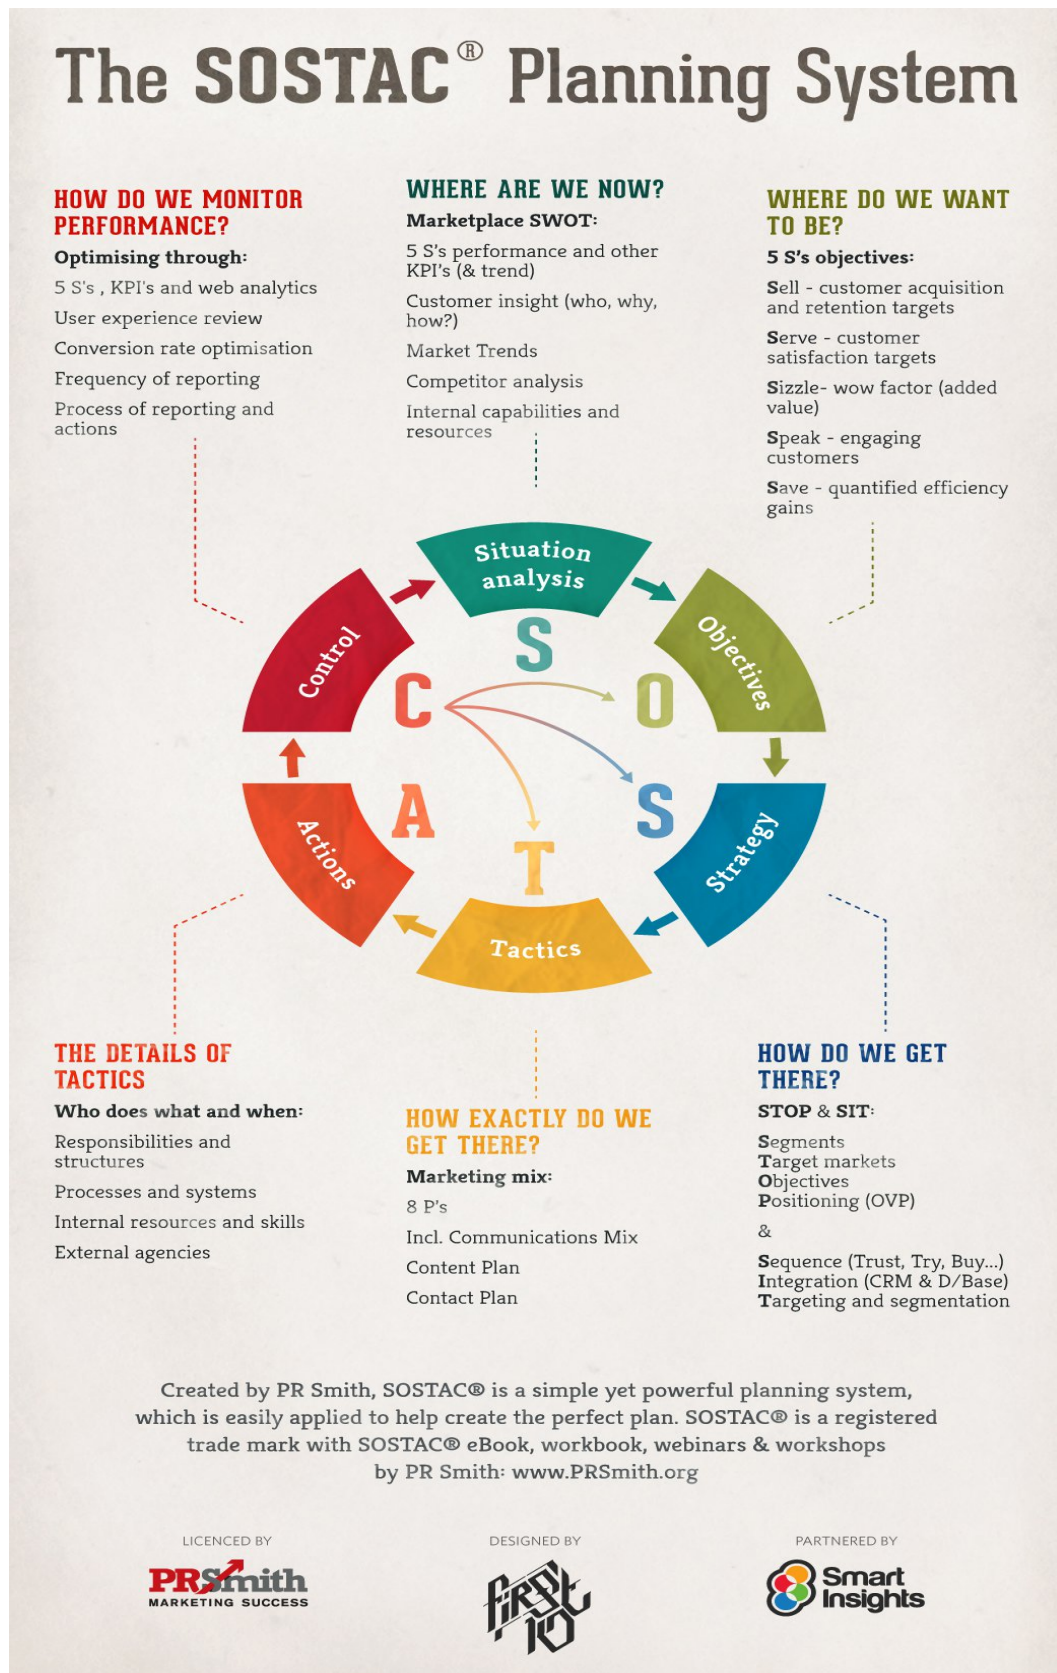 The SOSTAC® Planning System
HOW DO WE MONITOR
PERFORMANCE?
Optimising through:
5 S's , KPI's and web analytics
User experience review
Conversion rate optimisation
Frequency of reporting
Process of reporting and
actions
WHERE ARE WE NOW?
Marketplace SWOT:
5 S's performance and other
KPI's (& trend)
Customer insight (who, why,
how?)
Market Trends
Competitor analysis
Internal capabilities and
resources
WHERE DO WE WANT
TO BE?
5 S's objectives:
Sell - customer acquisition
and retention targets
Serve - customer
satisfaction targets
Sizzle- wow factor (added
value)
Speak - engaging
customers
Save - quantified efficiency
gains
Situation
analysis
Objectives
Strategy
Tactics
Actions
Control
S
O
S
T
A
C
THE DETAILS OF
TACTICS
Who does what and when:
Responsibilities and
structures
Processes and systems
Internal resources and skills
External agencies
HOW EXACTLY DO WE
GET THERE?
Marketing mix:
8 P's
Incl. Communications Mix
Content Plan
Contact Plan
HOW DO WE GET
THERE?
STOP & SIT:
Segments
Target markets
Objectives
Positioning (OVP)
&
Sequence (Trust, Try, Buy...)
Integration (CRM & D/Base)
Targeting and segmentation
Created by PR Smith, SOSTAC® is a simple yet powerful planning system,
which is easily applied to help create the perfect plan. SOSTAC® is a registered
trade mark with SOSTAC® eBook, workbook, webinars & workshops
by PR Smith: www.PRSmith.org
LICENCED BY
PRSmith
MARKETING SUCCESS
DESIGNED BY
first
10
PARTNERED BY
Smart
Insights